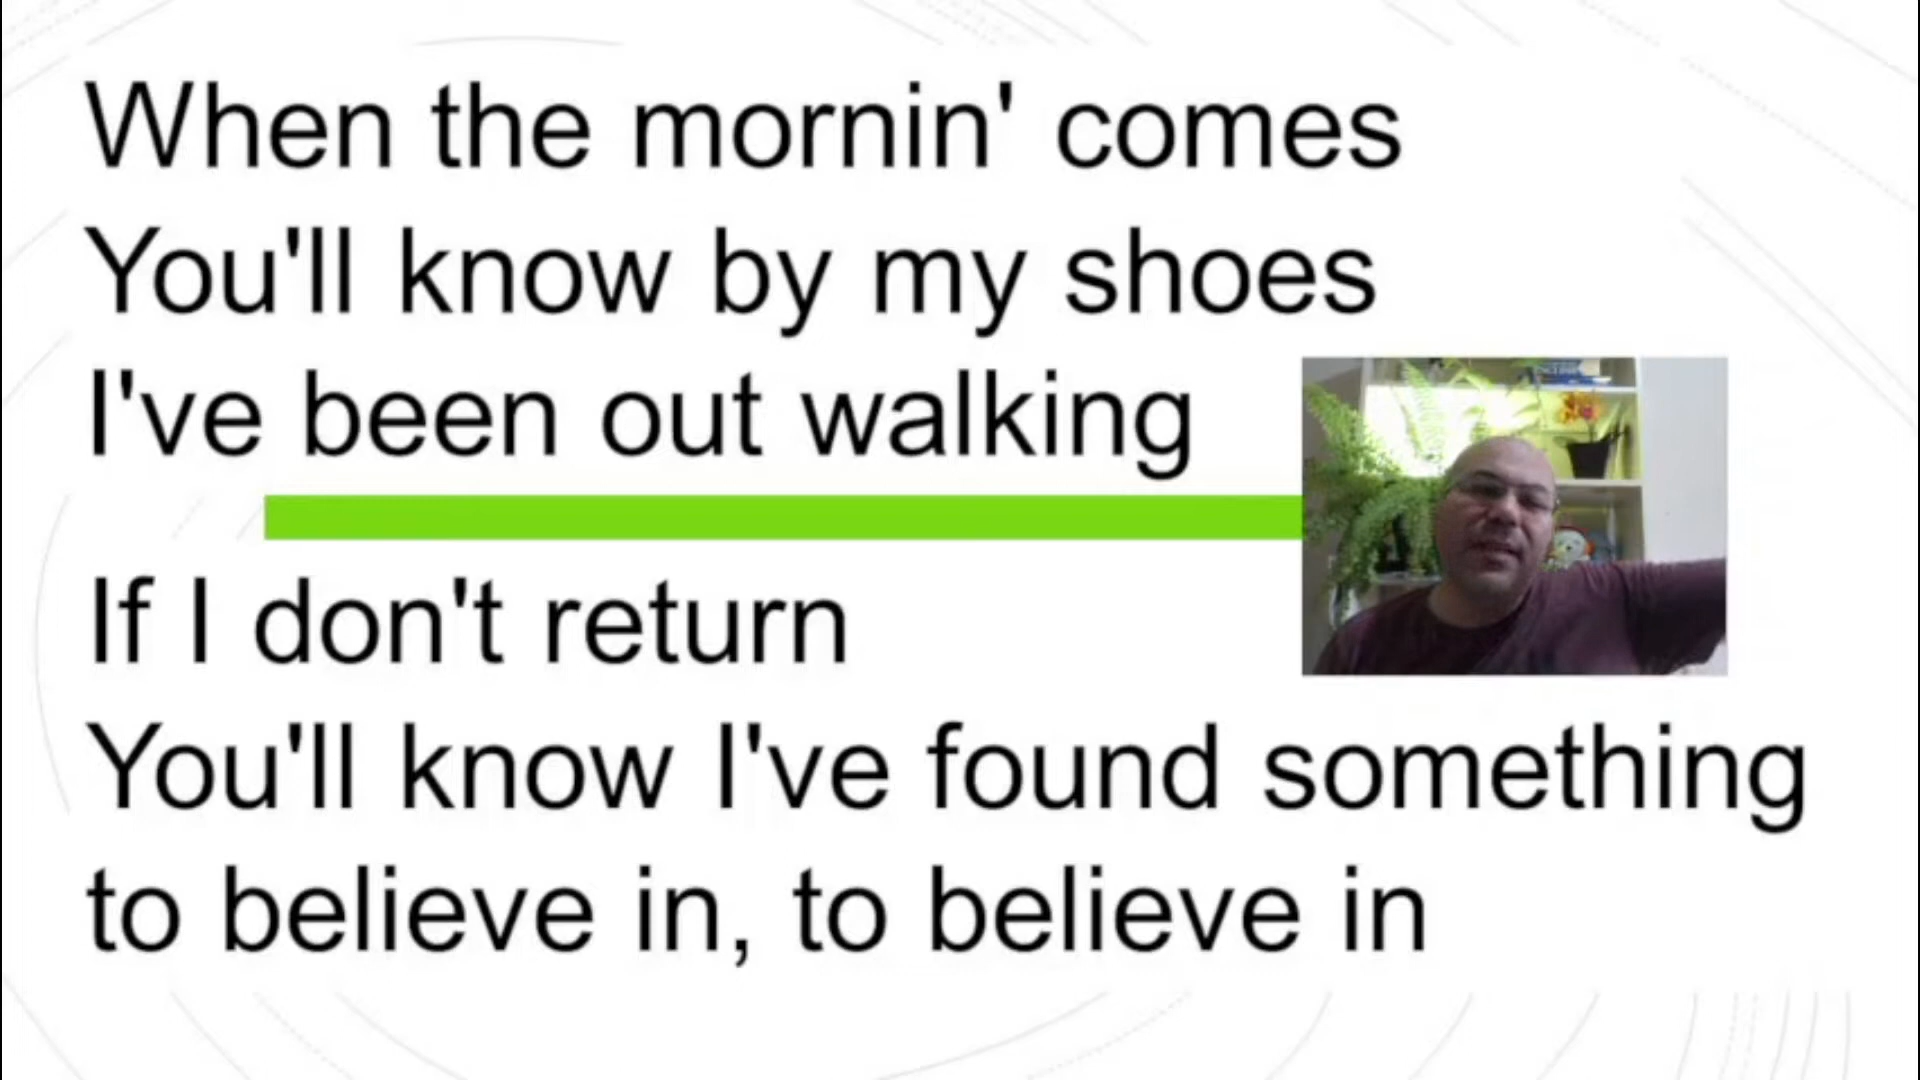 When the mornin' comes
You'll know by my shoes
I've been out walking
If I don't return
You'll know I've found something
to believe in, to believe in